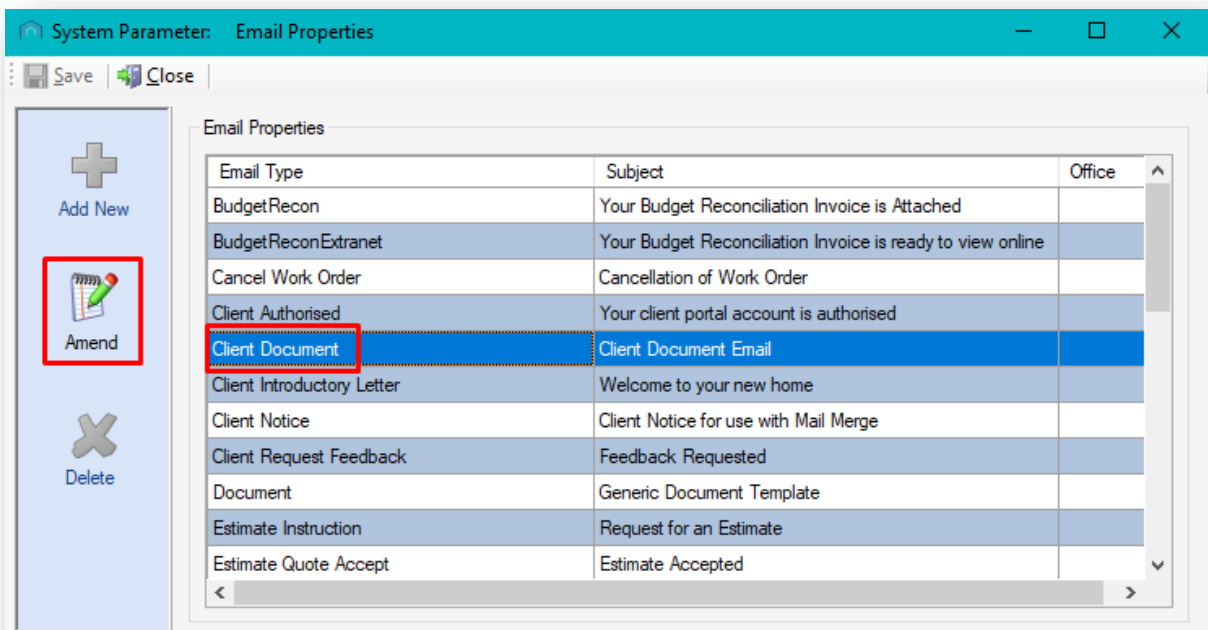 System Parameter: Email Properties
Save Close
Email Properties
Add New
Amend
Delete
Email Type Subject Office
BudgetRecon Your Budget Reconciliation Invoice is Attached
BudgetReconExtranet Your Budget Reconciliation Invoice is ready to view online
Cancel Work Order Cancellation of Work Order
Client Authorised Your client portal account is authorised
Client Document Client Document Email
Client Introductory Letter Welcome to your new home
Client Notice Client Notice for use with Mail Merge
Client Request Feedback Feedback Requested
Document Generic Document Template
Estimate Instruction Request for an Estimate
Estimate Quote Accept Estimate Accepted